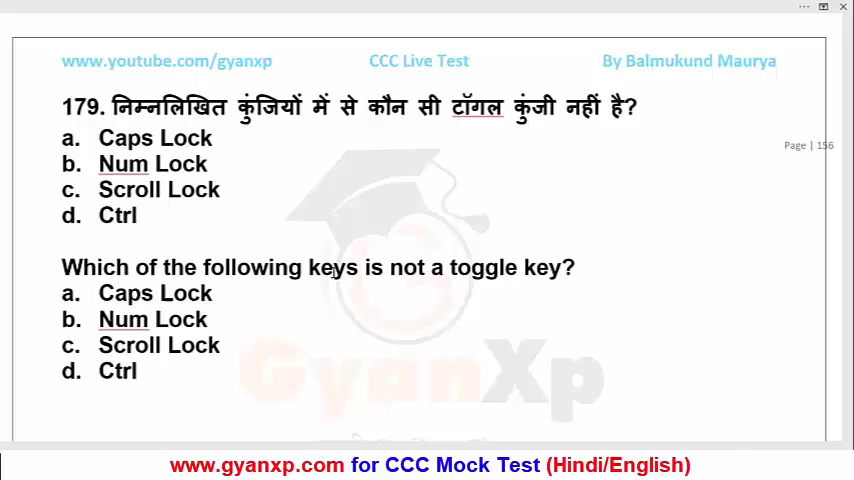 www.youtube.com/gyanxp CCC Live Test By Balmukund Maurya
179. निम्नलिखित कुंजियों में से कौन सी टॉगल कुंजी नहीं है?
Page | 156
a. Caps Lock
b. Num Lock
c. Scroll Lock
d. Ctrl
Which of the following keys is not a toggle key?
a. Caps Lock
b. Num Lock
c. Scroll Lock
d. Ctrl
GyanXp
www.gyanxp.com for CCC Mock Test (Hindi/English)